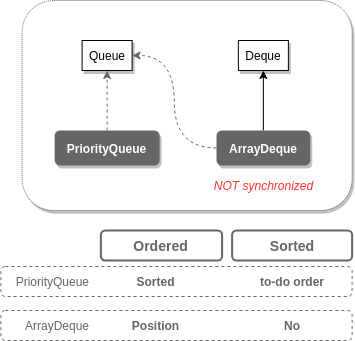 Queue
Deque
PriorityQueue
ArrayDeque
NOT synchronized
Ordered
Sorted
PriorityQueue
Sorted
to-do order
ArrayDeque
Position
No